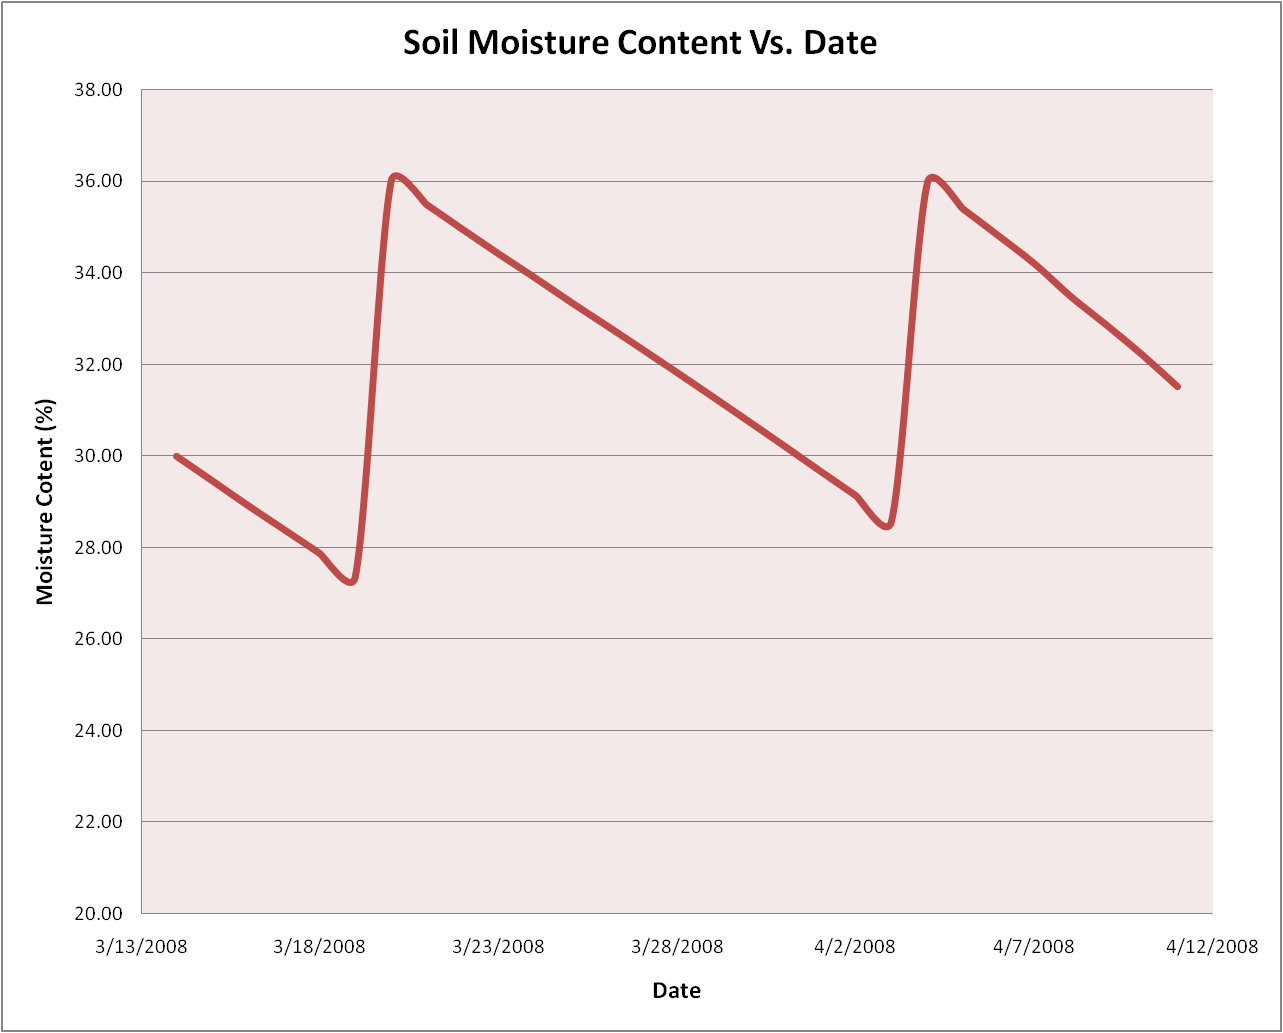 Soil Moisture Content Vs. Date
38.00
36.00
34.00
32.00
30.00
28.00
26.00
24.00
22.00
20.00
Moisture Cotent (%)
3/13/2008 3/18/2008 3/23/2008 3/28/2008 4/2/2008 4/7/2008 4/12/2008
Date